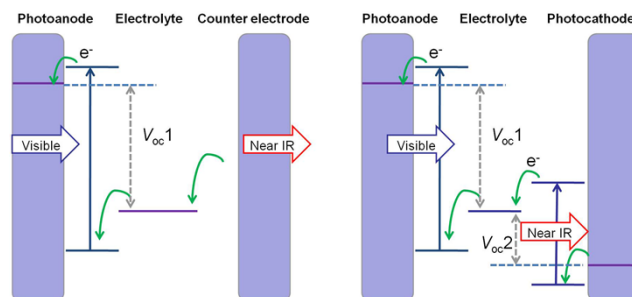 Photoanode Electrolyte Counter electrode
e-
Voc1
Visible
Near IR
Photoanode Electrolyte Photocathode
e-
Voc1
Visible
e-
Near IR
Voc2